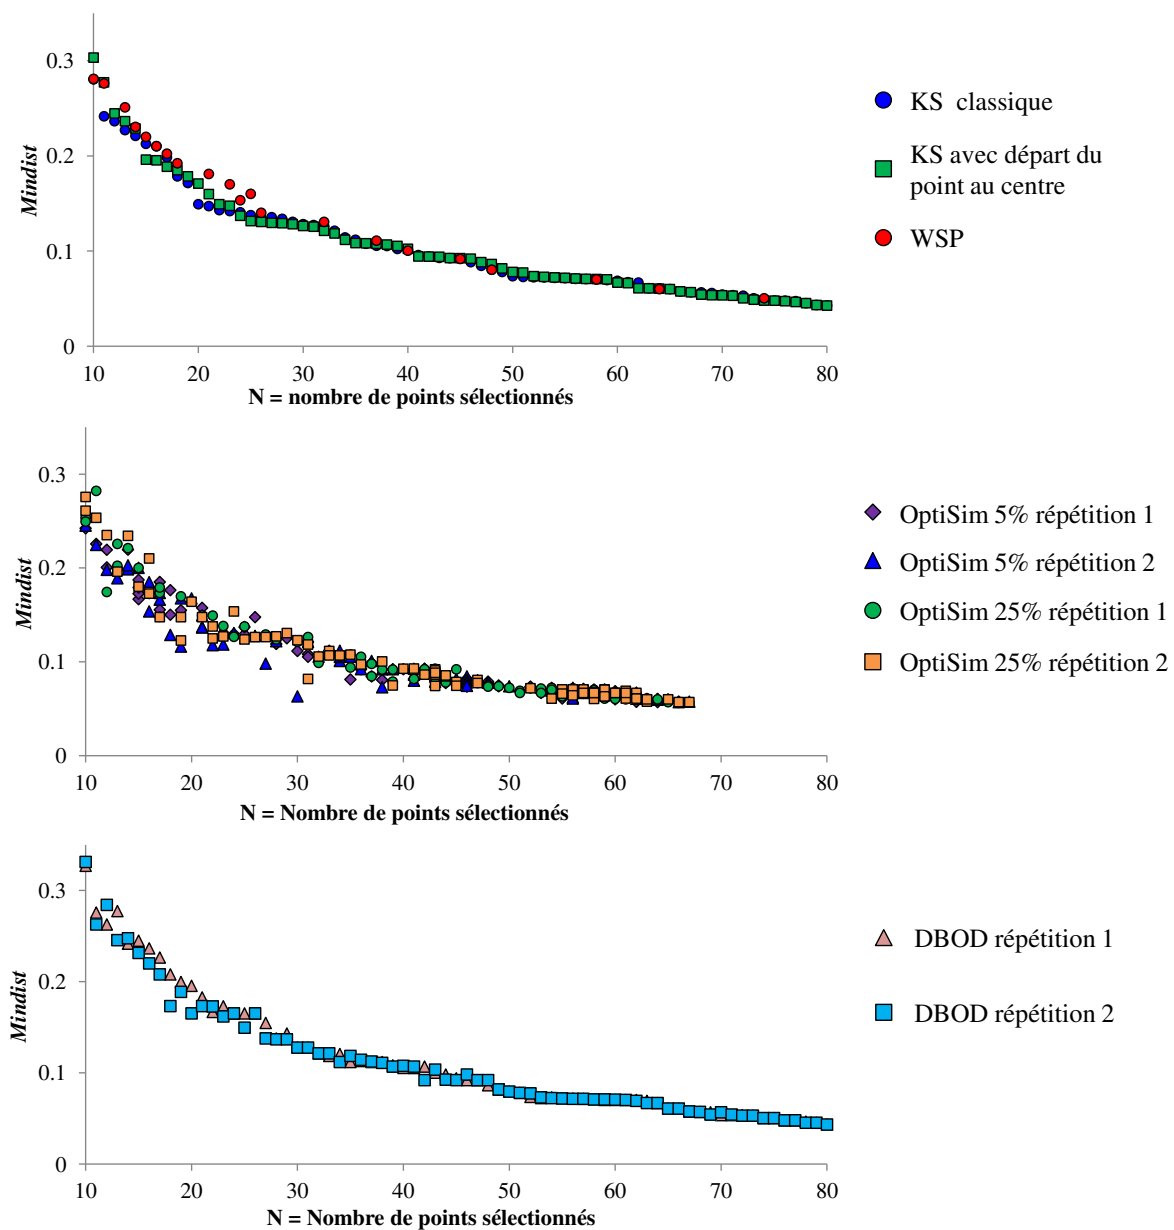 0.3
0.2
0.1
0
Mindist
10 20 30 40 50 60 70 80
N = nombre de points sélectionnés
KS classique
KS avec départ du
point au centre
WSP
0.3
0.2
0.1
0
Mindist
10 20 30 40 50 60 70 80
N = Nombre de points sélectionnés
OptiSim 5% répétition 1
OptiSim 5% répétition 2
OptiSim 25% répétition 1
OptiSim 25% répétition 2
0.3
0.2
0.1
0
Mindist
10 20 30 40 50 60 70 80
N = Nombre de points sélectionnés
DBOD répétition 1
DBOD répétition 2